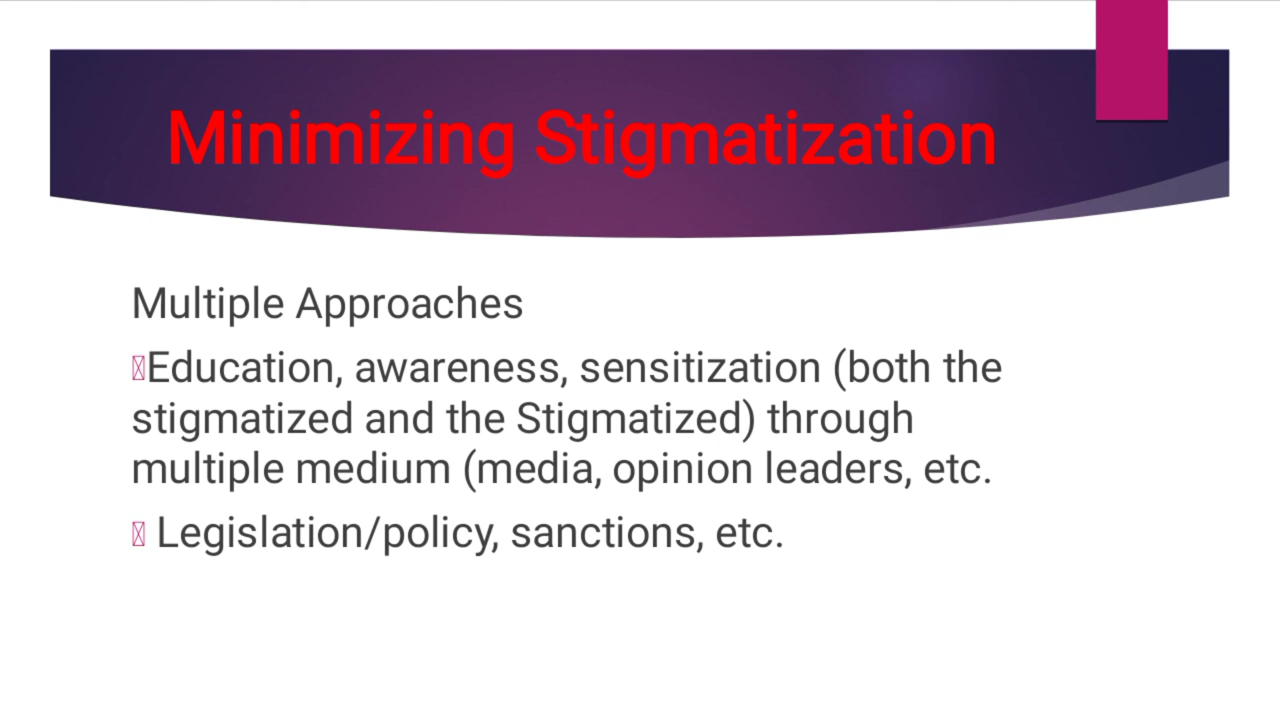 Minimizing Stigmatization
Multiple Approaches
Education, awareness, sensitization (both the
stigmatized and the Stigmatized) through
multiple medium (media, opinion leaders, etc.
Legislation/policy, sanctions, etc.